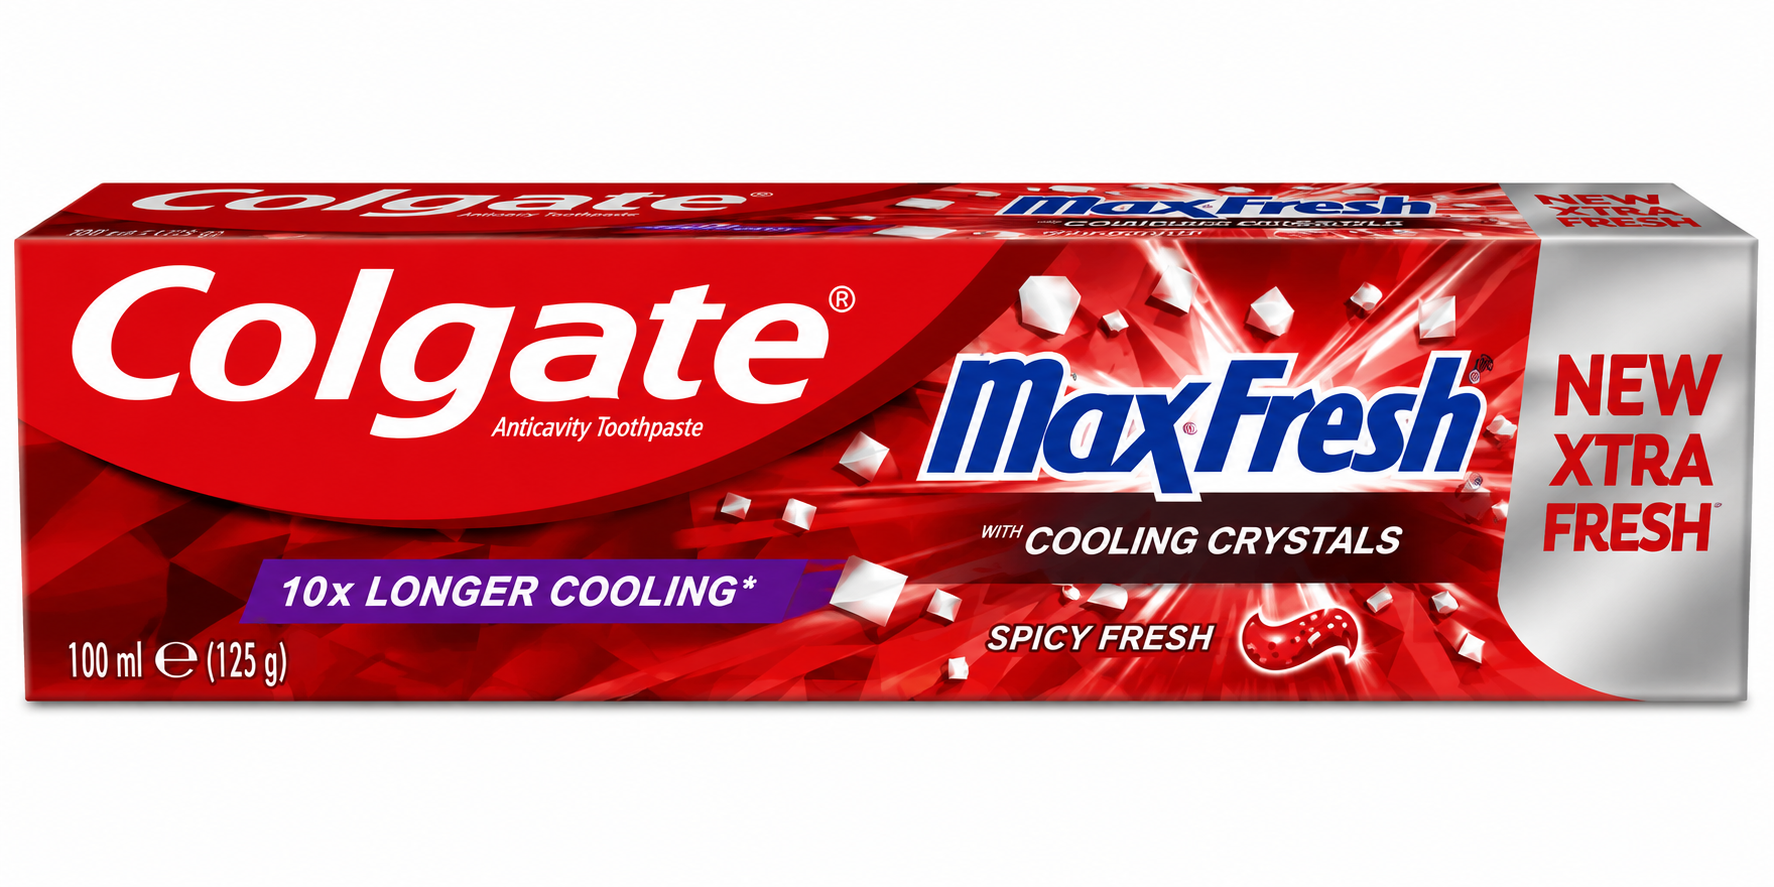 Colgate®
Anticavity Toothpaste
MaxFresh
NEW
XTRA
FRESH
Colgate®
Anticavity Toothpaste
MaxFresh
WITH COOLING CRYSTALS
10x LONGER COOLING*
SPICY FRESH
100 ml ℮ (125 g)
NEW
XTRA
FRESH